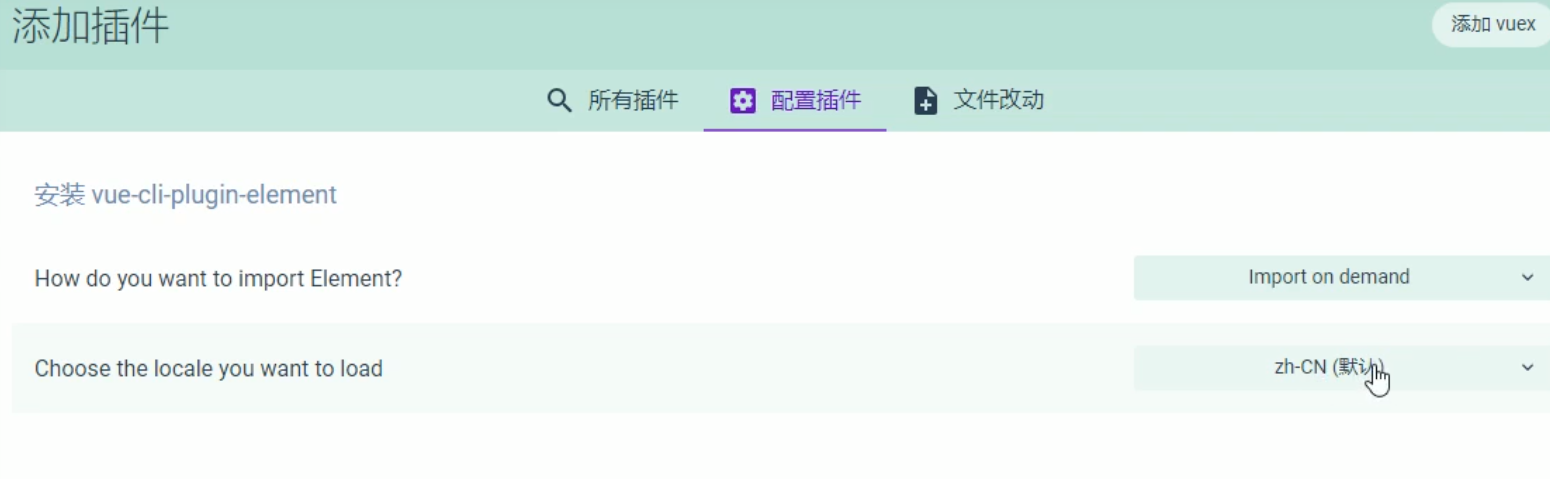 添加插件
添加 vuex
所有插件
配置插件
文件改动
安装 vue-cli-plugin-element
How do you want to import Element?
Import on demand
Choose the locale you want to load
zh-CN (默认)